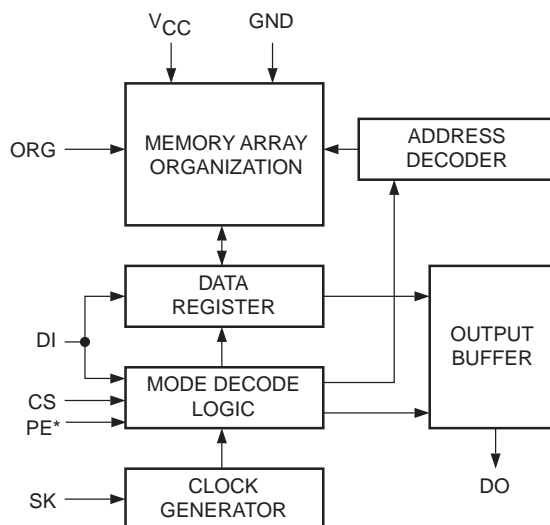 VCC
GND
ORG
MEMORY ARRAY
ORGANIZATION
ADDRESS
DECODER
DATA
REGISTER
DI
OUTPUT
BUFFER
MODE DECODE
LOGIC
CS
PE*
SK
CLOCK
GENERATOR
DO